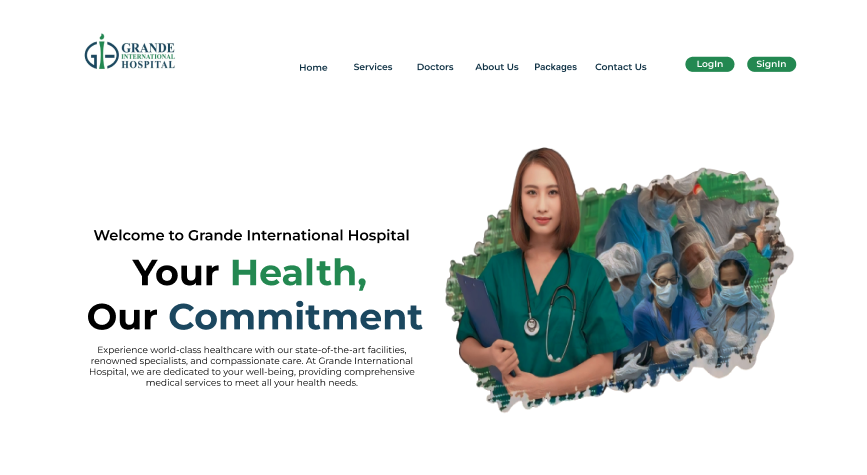 GRANDE
INTERNATIONAL
HOSPITAL
Home Services Doctors About Us Packages Contact Us LogIn SignIn
Welcome to Grande International Hospital
Your Health,
Our Commitment
Experience world-class healthcare with our state-of-the-art facilities,
renowned specialists, and compassionate care. At Grande International
Hospital, we are dedicated to your well-being, providing comprehensive
medical services to meet all your health needs.